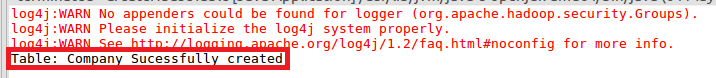 log4j:WARN No appenders could be found for logger (org.apache.hadoop.security.Groups).
log4j:WARN Please initialize the log4j system properly.
log4j:WARN See http://logging.apache.org/log4j/1.2/faq.html#noconfig for more info.
Table: Company Sucessfully created